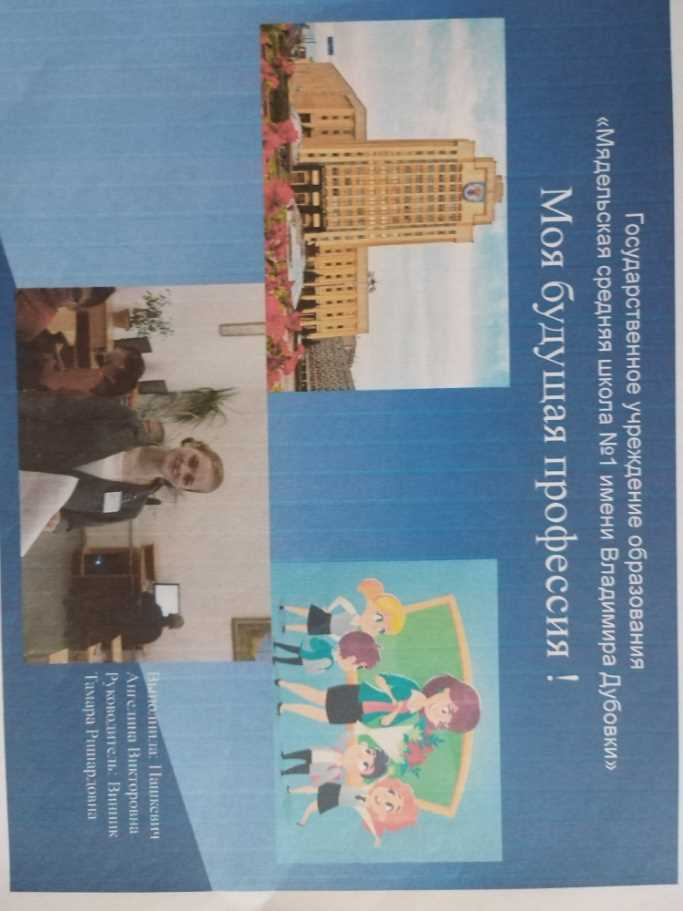 Государственное учреждение образования
«Мядельская средняя школа №1 имени Владимира Дубовки»
Моя будущая профессия !
Выполнила: Пашкевич
Ангелина Викторовна
Руководитель: Винник
Тамара Ришардовна